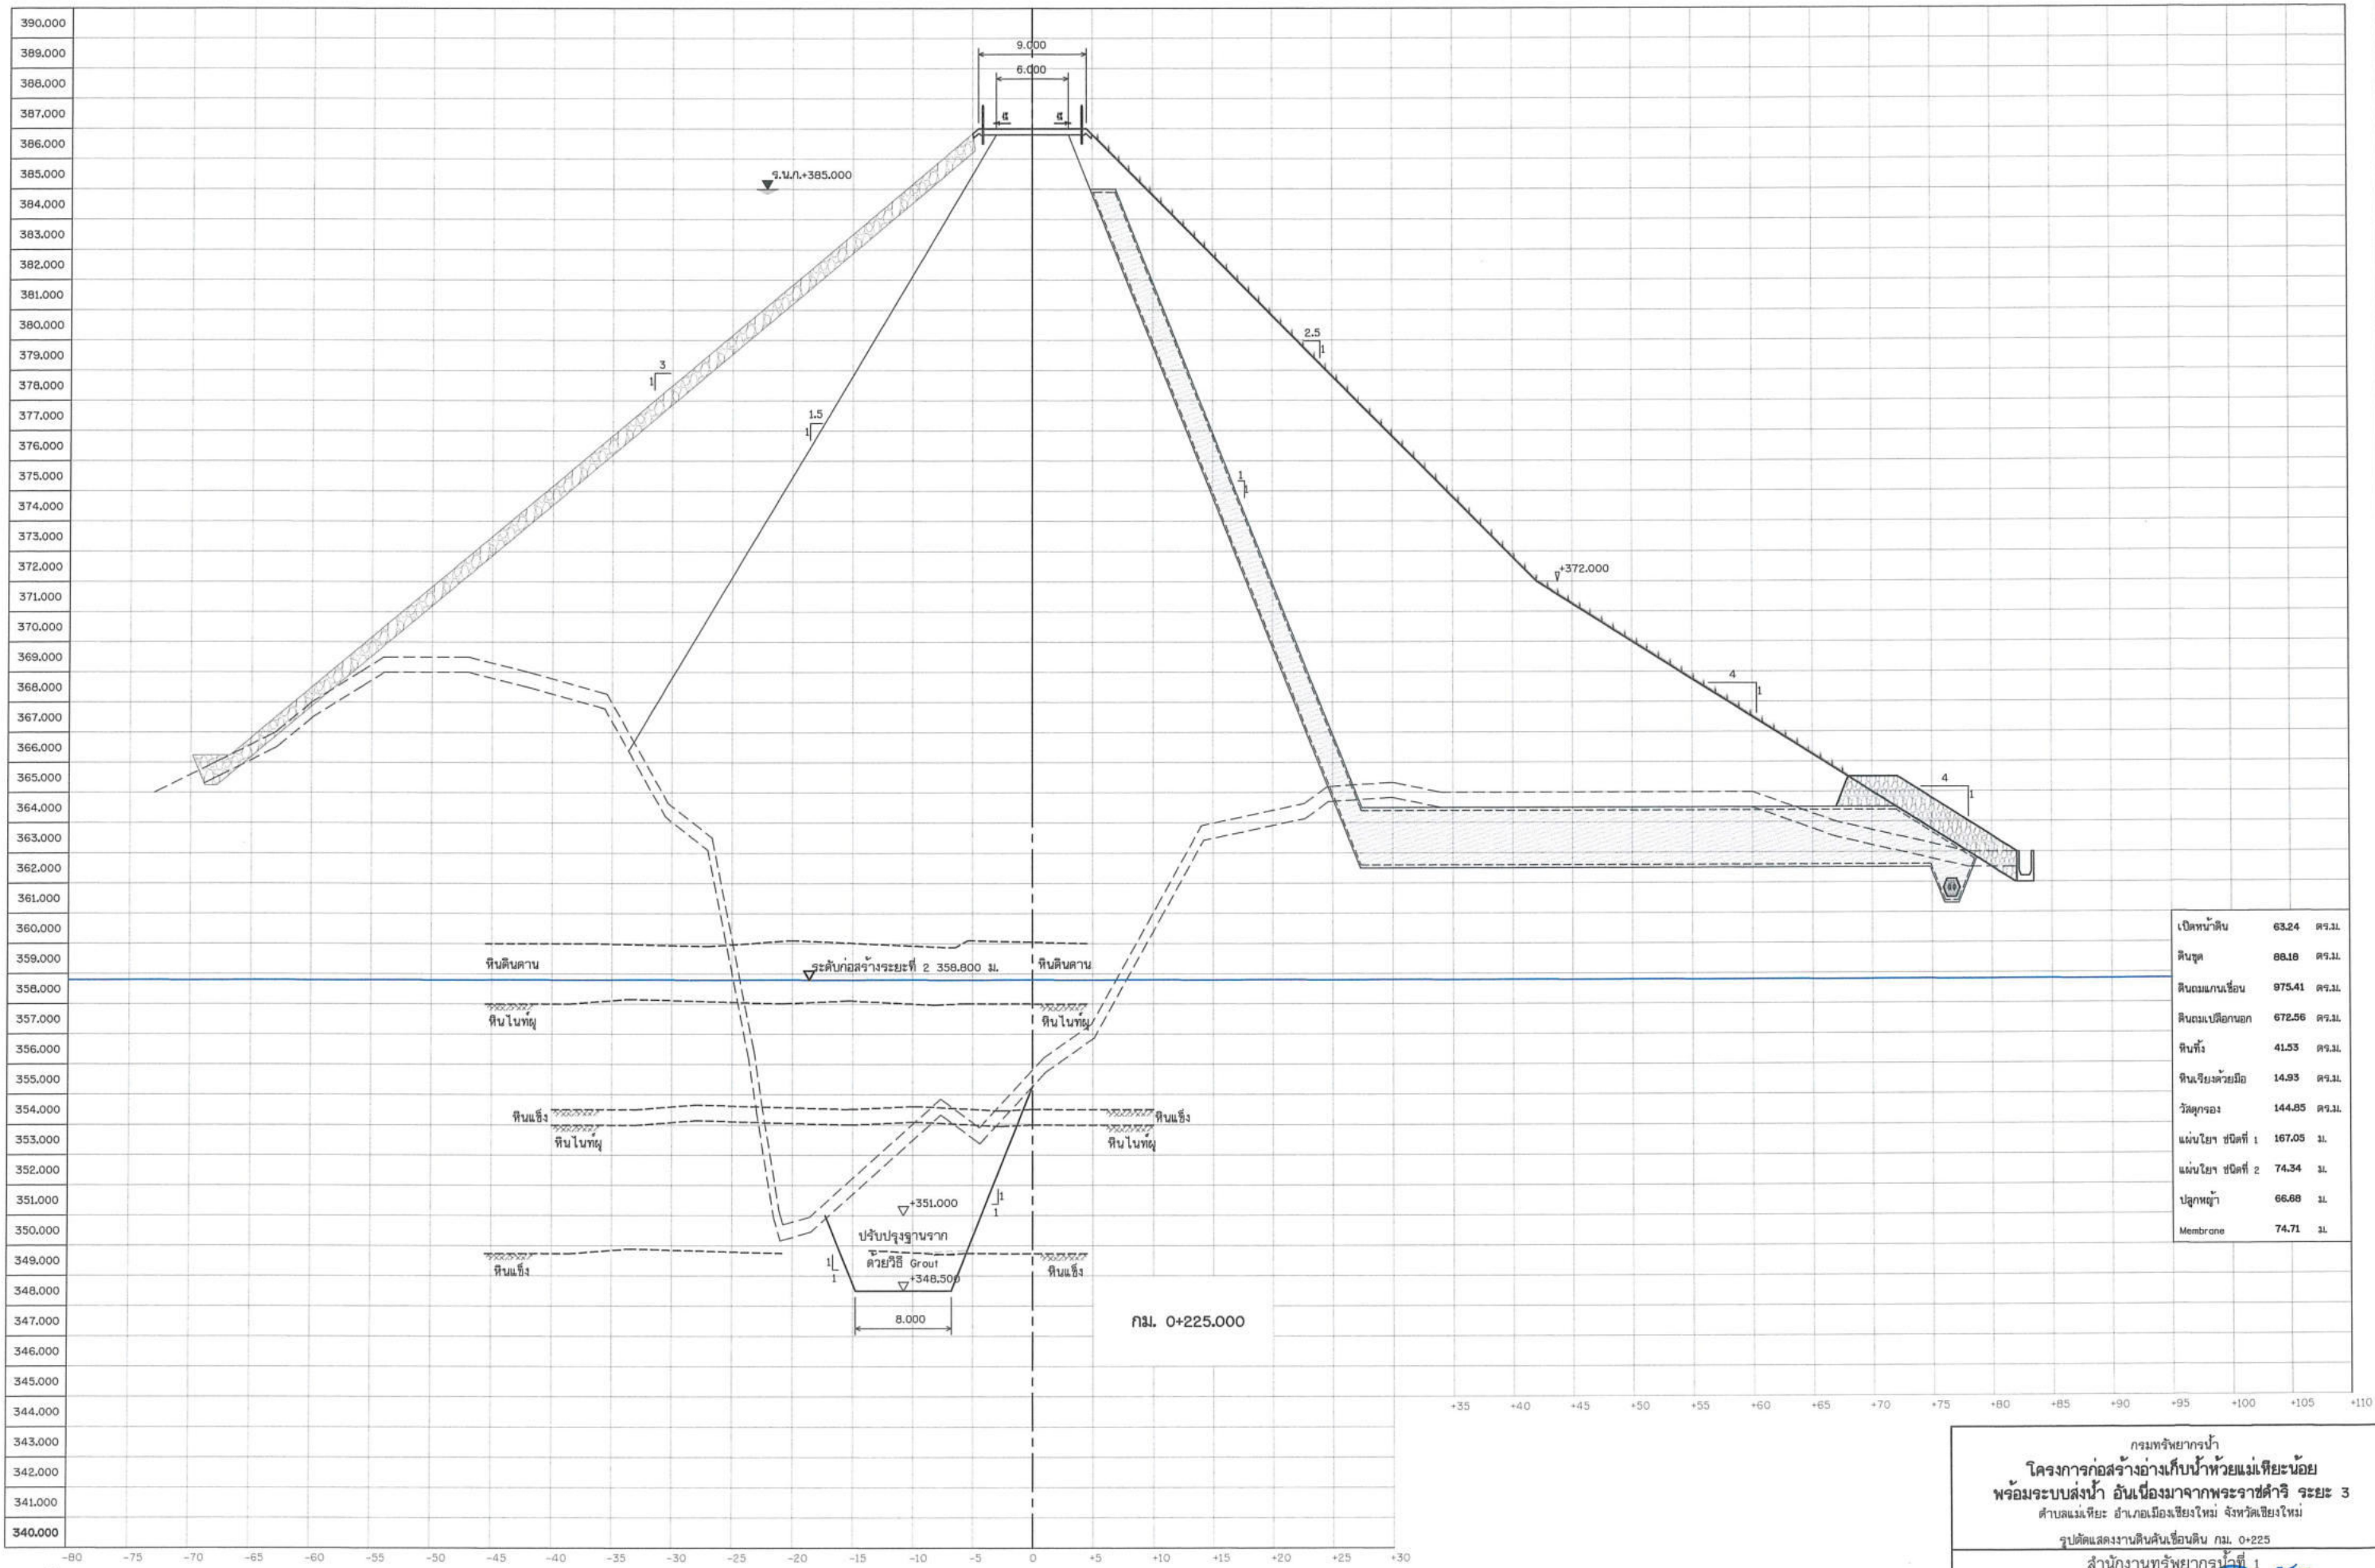 390.000
389.000
388.000
387.000
386.000
385.000
384.000
383.000
382.000
381.000
380.000
379.000
378.000
377.000
376.000
375.000
374.000
373.000
372.000
371.000
370.000
369.000
368.000
367.000
366.000
365.000
364.000
363.000
362.000
361.000
360.000
359.000
358.000
357.000
356.000
355.000
354.000
353.000
352.000
351.000
350.000
349.000
348.000
347.000
346.000
345.000
344.000
343.000
342.000
341.000
340.000
9.000
6.000
ร.น.ก.+385.000
3
1
1.5
1
2.5
1
1
1
+372.000
4
1
4
1
หินดินดาน
ระดับก่อสร้างระยะที่ 2 358.800 ม.
หินดินดาน
หินไนท์ผุ
หินไนท์ผุ
หินแข็ง
หินแข็ง
หินไนท์ผุ
หินไนท์ผุ
+351.000
1
1
ปรับปรุงฐานราก
ด้วยวิธี Grout
1
1
+348.500
หินแข็ง
หินแข็ง
8.000
กม. 0+225.000
เปิดหน้าดิน 63.24 ตร.ม.
ดินขุด 88.18 ตร.ม.
ดินถมแกนเขื่อน 975.41 ตร.ม.
ดินถมเปลือกนอก 672.56 ตร.ม.
หินทิ้ง 41.53 ตร.ม.
หินเรียงด้วยมือ 14.93 ตร.ม.
วัสดุกรอง 144.85 ตร.ม.
แผ่นใยฯ ชนิดที่ 1 167.05 ม.
แผ่นใยฯ ชนิดที่ 2 74.34 ม.
ปลูกหญ้า 66.68 ม.
Membrane 74.71 ม.
+35 +40 +45 +50 +55 +60 +65 +70 +75 +80 +85 +90 +95 +100 +105 +110
-80 -75 -70 -65 -60 -55 -50 -45 -40 -35 -30 -25 -20 -15 -10 -5 0 +5 +10 +15 +20 +25 +30
กรมทรัพยากรน้ำ
โครงการก่อสร้างอ่างเก็บน้ำห้วยแม่เหียะน้อย
พร้อมระบบส่งน้ำ อันเนื่องมาจากพระราชดำริ ระยะ 3
ตำบลแม่เหียะ อำเภอเมืองเชียงใหม่ จังหวัดเชียงใหม่
รูปตัดแสดงงานดินคันเขื่อนดิน กม. 0+225
สำนักงานทรัพยากรน้ำที่ 1